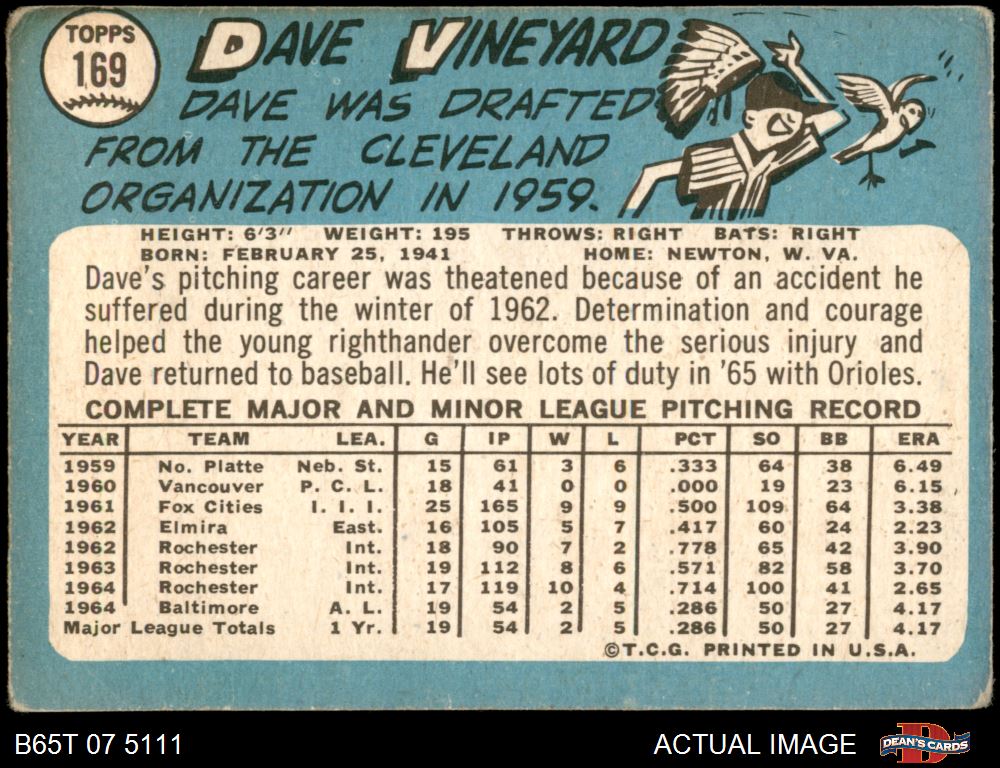 TOPPS
169
DAVE VINEYARD
DAVE WAS DRAFTED
FROM THE CLEVELAND
ORGANIZATION IN 1959.
HEIGHT: 6'3" WEIGHT: 195 THROWS: RIGHT BATS: RIGHT
BORN: FEBRUARY 25, 1941 HOME: NEWTON, W. VA.
Dave's pitching career was theatened because of an accident he
suffered during the winter of 1962. Determination and courage
helped the young righthander overcome the serious injury and
Dave returned to baseball. He'll see lots of duty in '65 with Orioles.
COMPLETE MAJOR AND MINOR LEAGUE PITCHING RECORD
YEAR TEAM LEA. G IP W L PCT SO BB ERA
1959 No. Platte Neb. St. 15 61 3 6 .333 64 38 6.49
1960 Vancouver P. C. L. 18 41 0 0 .000 19 23 6.15
1961 Fox Cities I. I. I. 25 165 9 9 .500 109 64 3.38
1962 Elmira East. 16 105 5 7 .417 60 24 2.23
1962 Rochester Int. 18 90 7 2 .778 65 42 3.90
1963 Rochester Int. 19 112 8 6 .571 82 58 3.70
1964 Rochester Int. 17 119 10 4 .714 100 41 2.65
1964 Baltimore A. L. 19 54 2 5 .286 50 27 4.17
Major League Totals 1 Yr. 19 54 2 5 .286 50 27 4.17
©T.C.G. PRINTED IN U.S.A.
B65T 07 5111 ACTUAL IMAGE DEAN'S CARDS